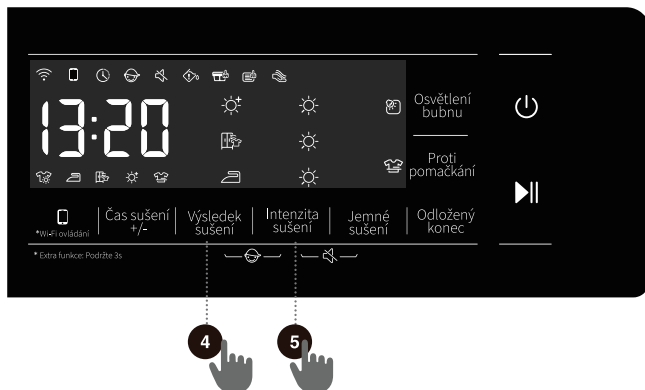 13:20
Osvětlení
bubnu
Proti
pomačkání
*Wi-Fi ovládání
Čas sušení
+/-
Výsledek
sušení
Intenzita
sušení
Jemné
sušení
Odložený
konec
* Extra funkce: Podržte 3s
4
5